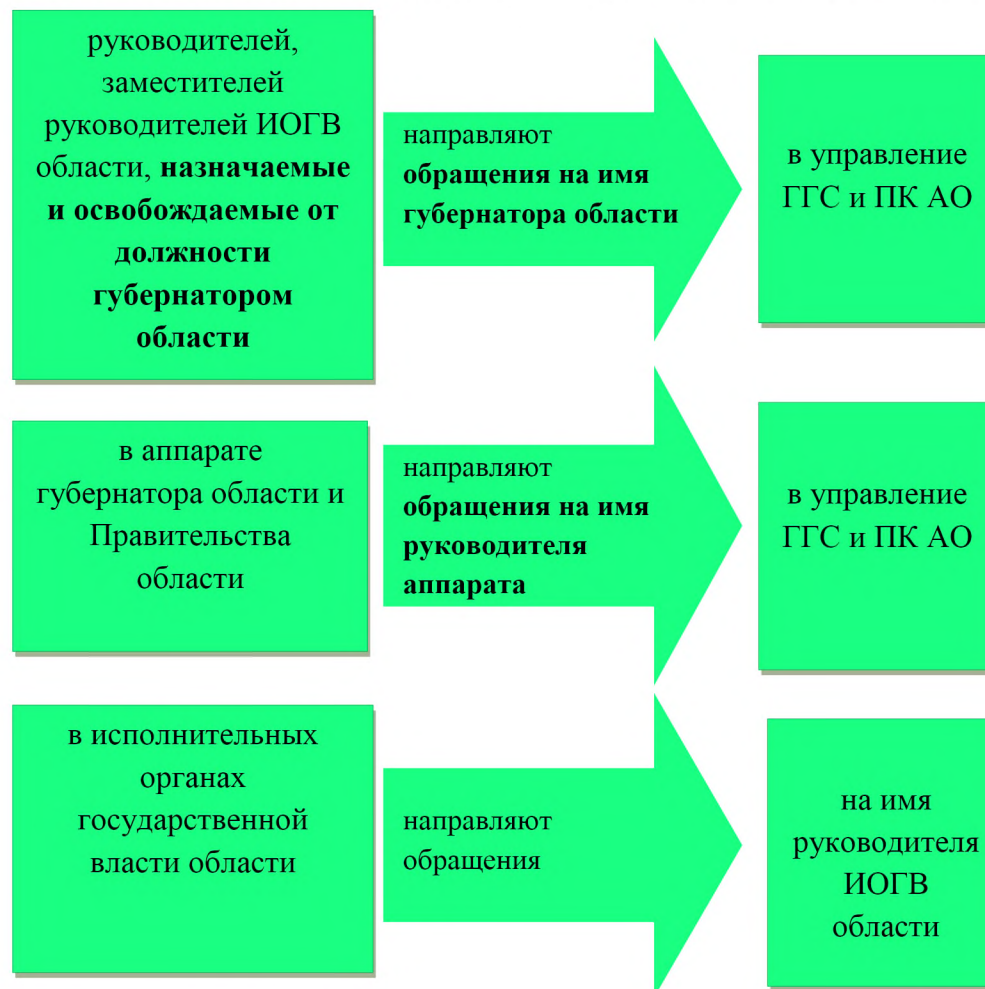 руководителей,
заместителей
руководителей ИОГВ
области, назначаемые
и освобождаемые от
должности
губернатором
области
направляют
обращения на имя
губернатора области
в управление
ГГС и ПК АО
в аппарате
губернатора области и
Правительства
области
направляют
обращения на имя
руководителя
аппарата
в управление
ГГС и ПК АО
в исполнительных
органах
государственной
власти области
направляют
обращения
на имя
руководителя
ИОГВ
области